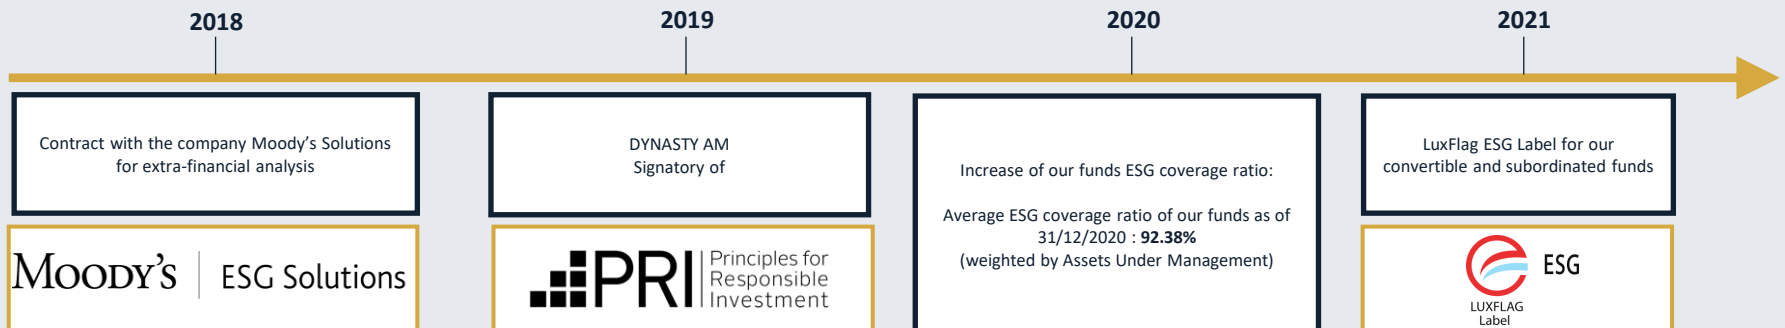 2018
2019
2020
2021
Contract with the company Moody's Solutions
for extra-financial analysis
MOODY'S | ESG Solutions
DYNASTY AM
Signatory of
PRI
Principles for
Responsible
Investment
Increase of our funds ESG coverage ratio:
Average ESG coverage ratio of our funds as of
31/12/2020 : 92.38%
(weighted by Assets Under Management)
LuxFlag ESG Label for our
convertible and subordinated funds
ESG
LUXFLAG
Label